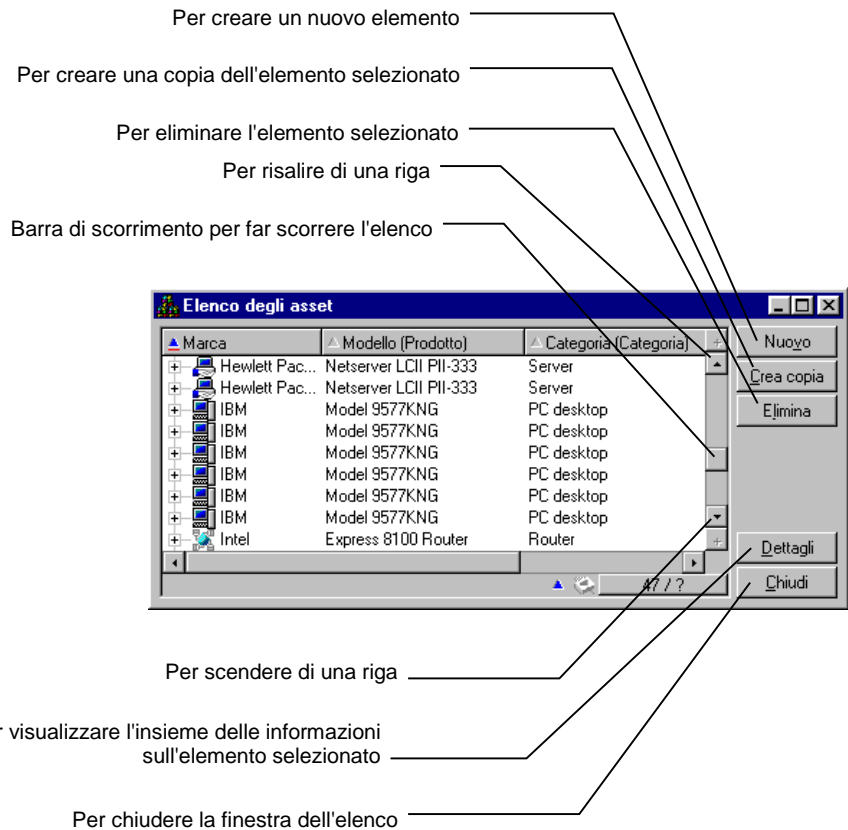 Per creare un nuovo elemento
Per creare una copia dell'elemento selezionato
Per eliminare l'elemento selezionato
Per risalire di una riga
Barra di scorrimento per far scorrere l'elenco
Elenco degli asset
Marca Modello (Prodotto) Categoria (Categoria) Nuovo
Hewlett Pac... Netserver LCII PII-333 Server
Crea copia
Hewlett Pac... Netserver LCII PII-333 Server
IBM Model 9577KNG PC desktop Elimina
IBM Model 9577KNG PC desktop
IBM Model 9577KNG PC desktop
IBM Model 9577KNG PC desktop
IBM Model 9577KNG PC desktop
IBM Model 9577KNG PC desktop
Intel Express 8100 Router Router
Dettagli
47 / ? Chiudi
Per scendere di una riga
visualizzare l'insieme delle informazioni
sull'elemento selezionato
Per chiudere la finestra dell'elenco